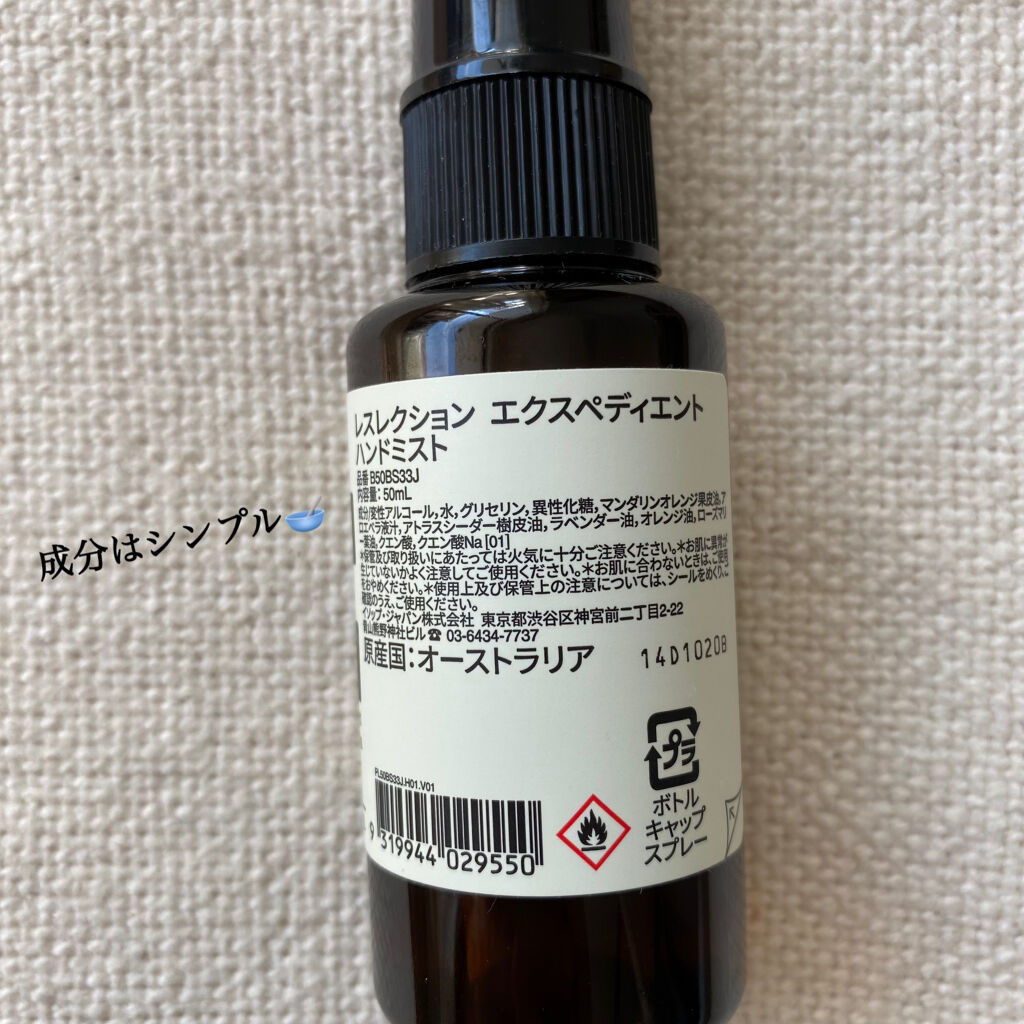 レスレクション エクスペディエント
ハンドミスト
品番 B50BS33J
内容量：50mL
成分/変性アルコール,水,グリセリン,異性化糖,マンダリンオレンジ果皮油,ア
ロエベラ液汁,アトラスシーダー樹皮油,ラベンダー油,オレンジ油,ローズマリ
ー葉油,クエン酸,クエン酸Na [01]
＊保管及び取り扱いにあたっては火気に十分ご注意ください。＊お肌に異常が
生じていないかよく注意してご使用ください。＊お肌に合わないときは、ご使
用をおやめください。＊使用上及び保管上の注意については、シールをめくり、ご
確認のうえ、ご使用ください。
イソップ・ジャパン株式会社 東京都渋谷区神宮前二丁目2-22
青山熊野神社ビル ☎ 03-6434-7737
原産国：オーストラリア
14D1020B
成分はシンプル🥣
プラ
ボトル
キャップ
スプレー
PL50BS33J.H01.V01
9 319944 029550